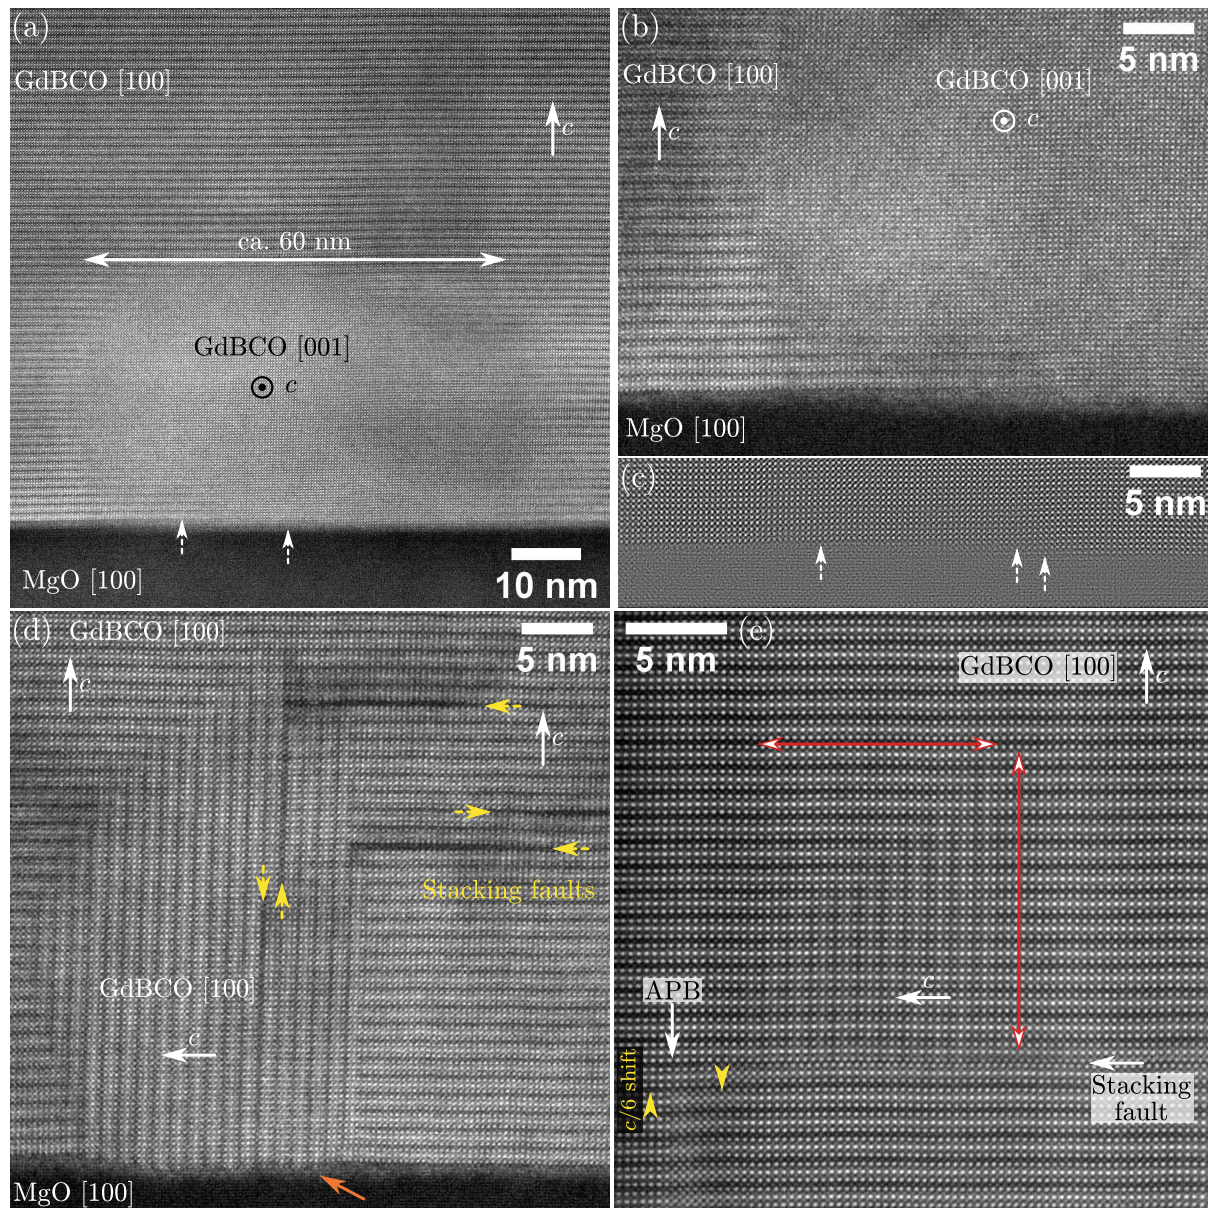 (a)
GdBCO [100]
c
ca. 60 nm
GdBCO [001]
c
MgO [100]
10 nm
(b)
5 nm
GdBCO [100]
GdBCO [001]
c
c
MgO [100]
(c)
5 nm
(d)
GdBCO [100]
5 nm
c
c
Stacking faults
GdBCO [100]
c
MgO [100]
5 nm
(e)
GdBCO [100]
c
c
APB
c/6 shift
Stacking
fault